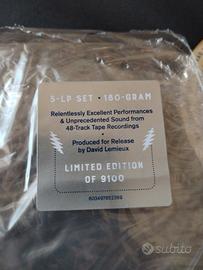 5-LP SET • 180-GRAM
Relentlessly Excellent Performances
& Unprecedented Sound from
48-Track Tape Recordings
•
Produced for Release
by David Lemieux
LIMITED EDITION
OF 9100
subito